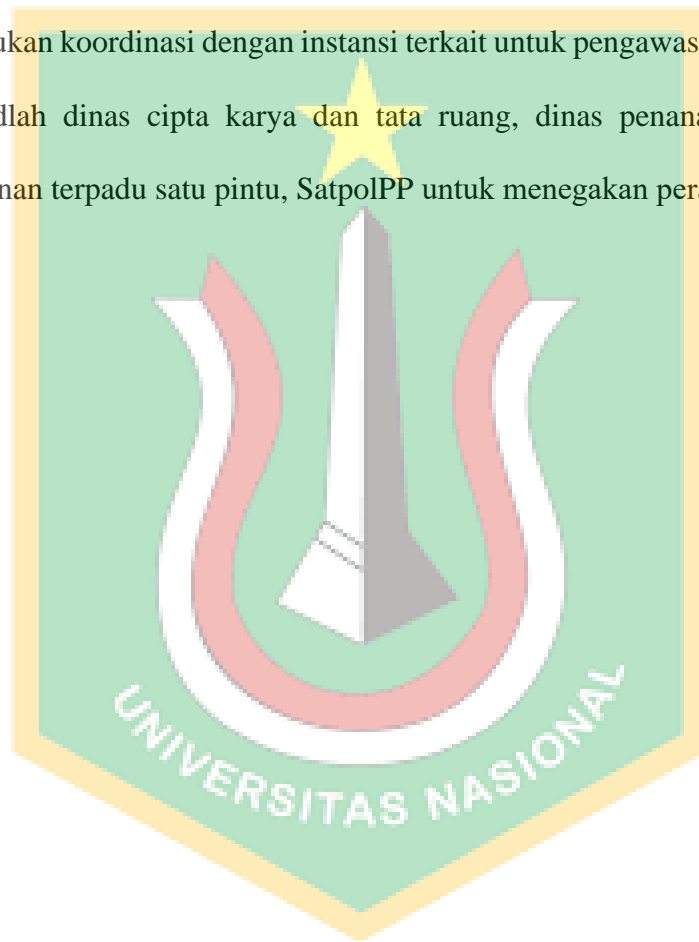 ukan koordinasi dengan instansi terkait untuk pengawas
dlah dinas cipta karya dan tata ruang, dinas penana
nan terpadu satu pintu, SatpolPP untuk menegakan pera
UNIVERSITAS NASIONAL